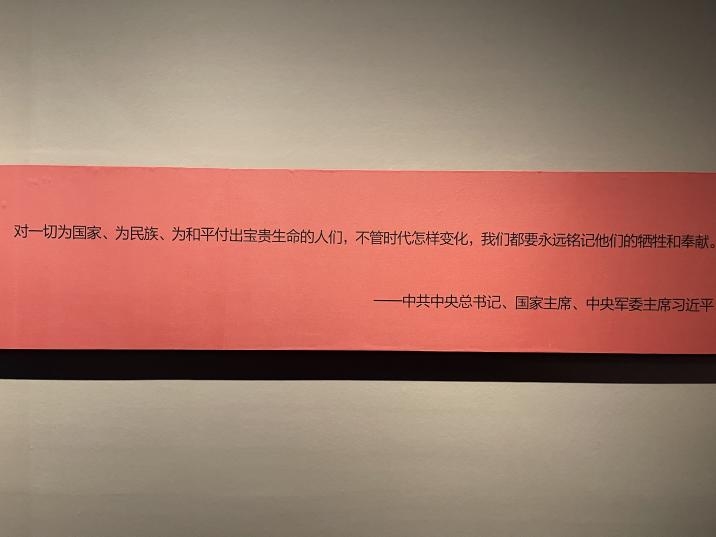 对一切为国家、为民族、为和平付出宝贵生命的人们，不管时代怎样变化，我们都要永远铭记他们的牺牲和奉献。
——中共中央总书记、国家主席、中央军委主席习近平